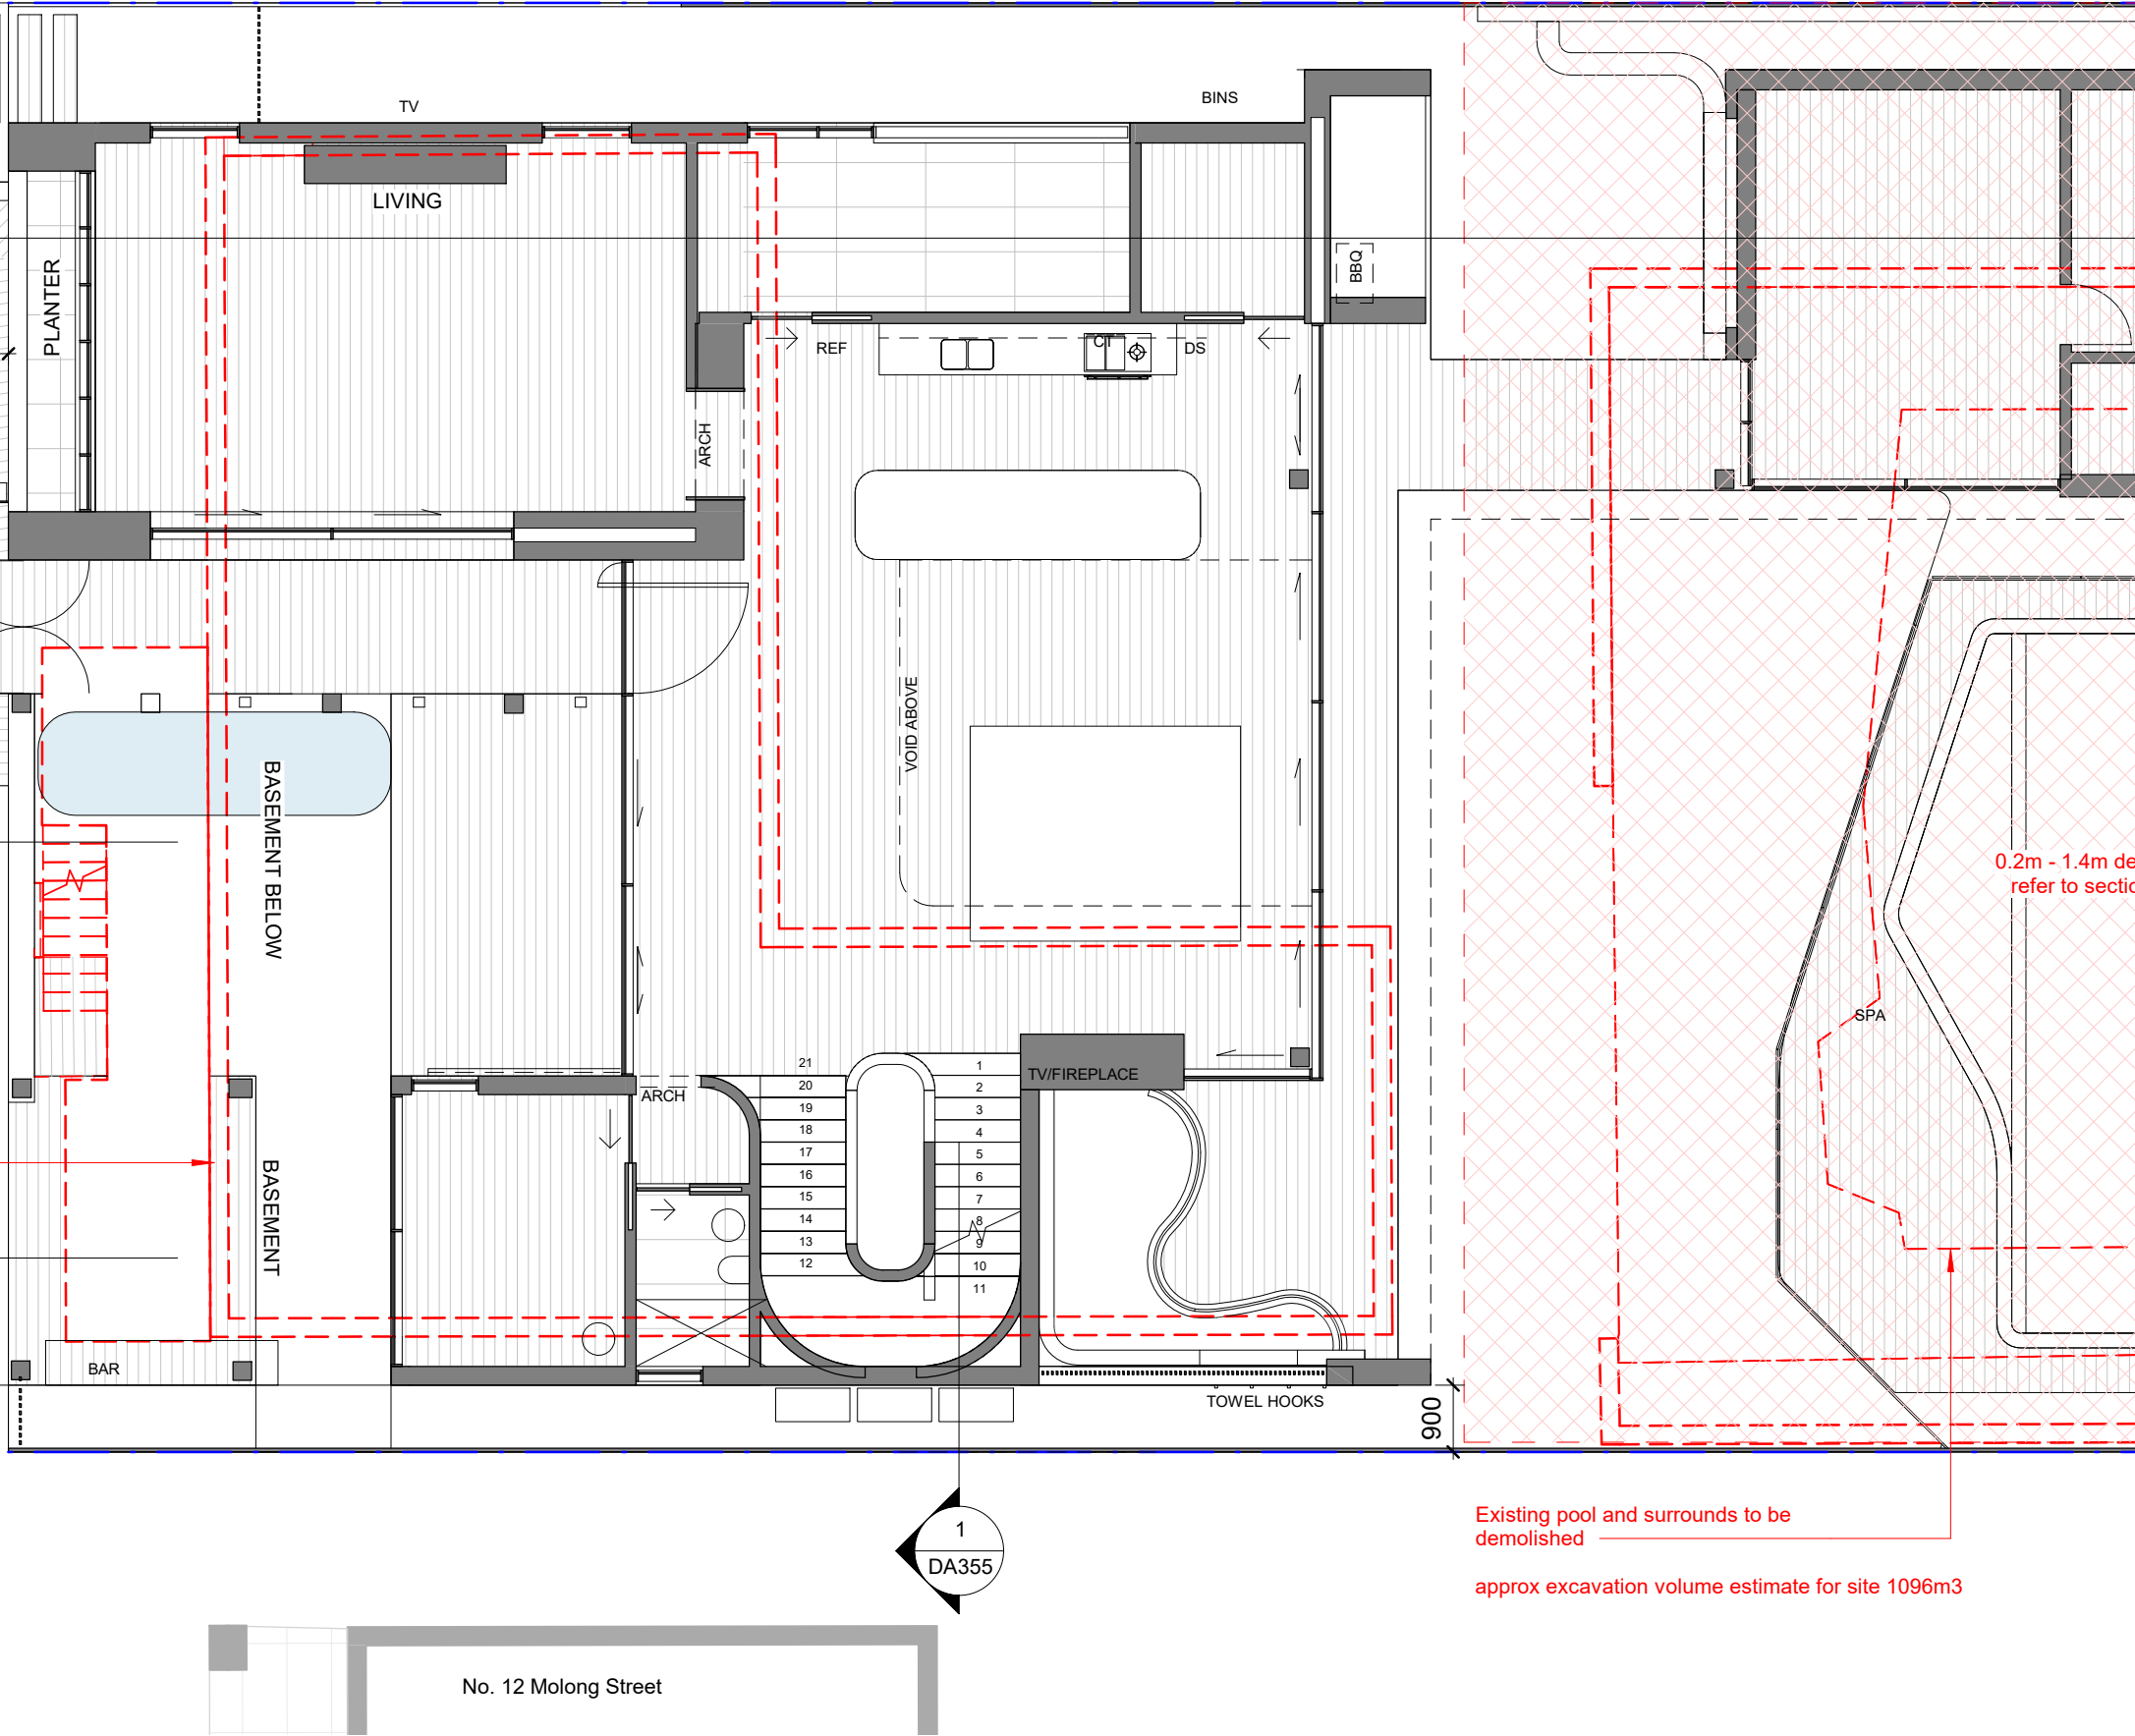 TV
BINS
LIVING
PLANTER
BBQ
REF
CT
DS
ARCH
VOID ABOVE
BASEMENT BELOW
0.2m - 1.4m de
refer to sectio
SPA
21
20
19
18
17
16
15
14
13
12
1
2
3
4
5
6
7
8
9
10
11
TV/FIREPLACE
ARCH
BASEMENT
BAR
TOWEL HOOKS
900
1
DA355
Existing pool and surrounds to be
demolished
approx excavation volume estimate for site 1096m3
No. 12 Molong Street